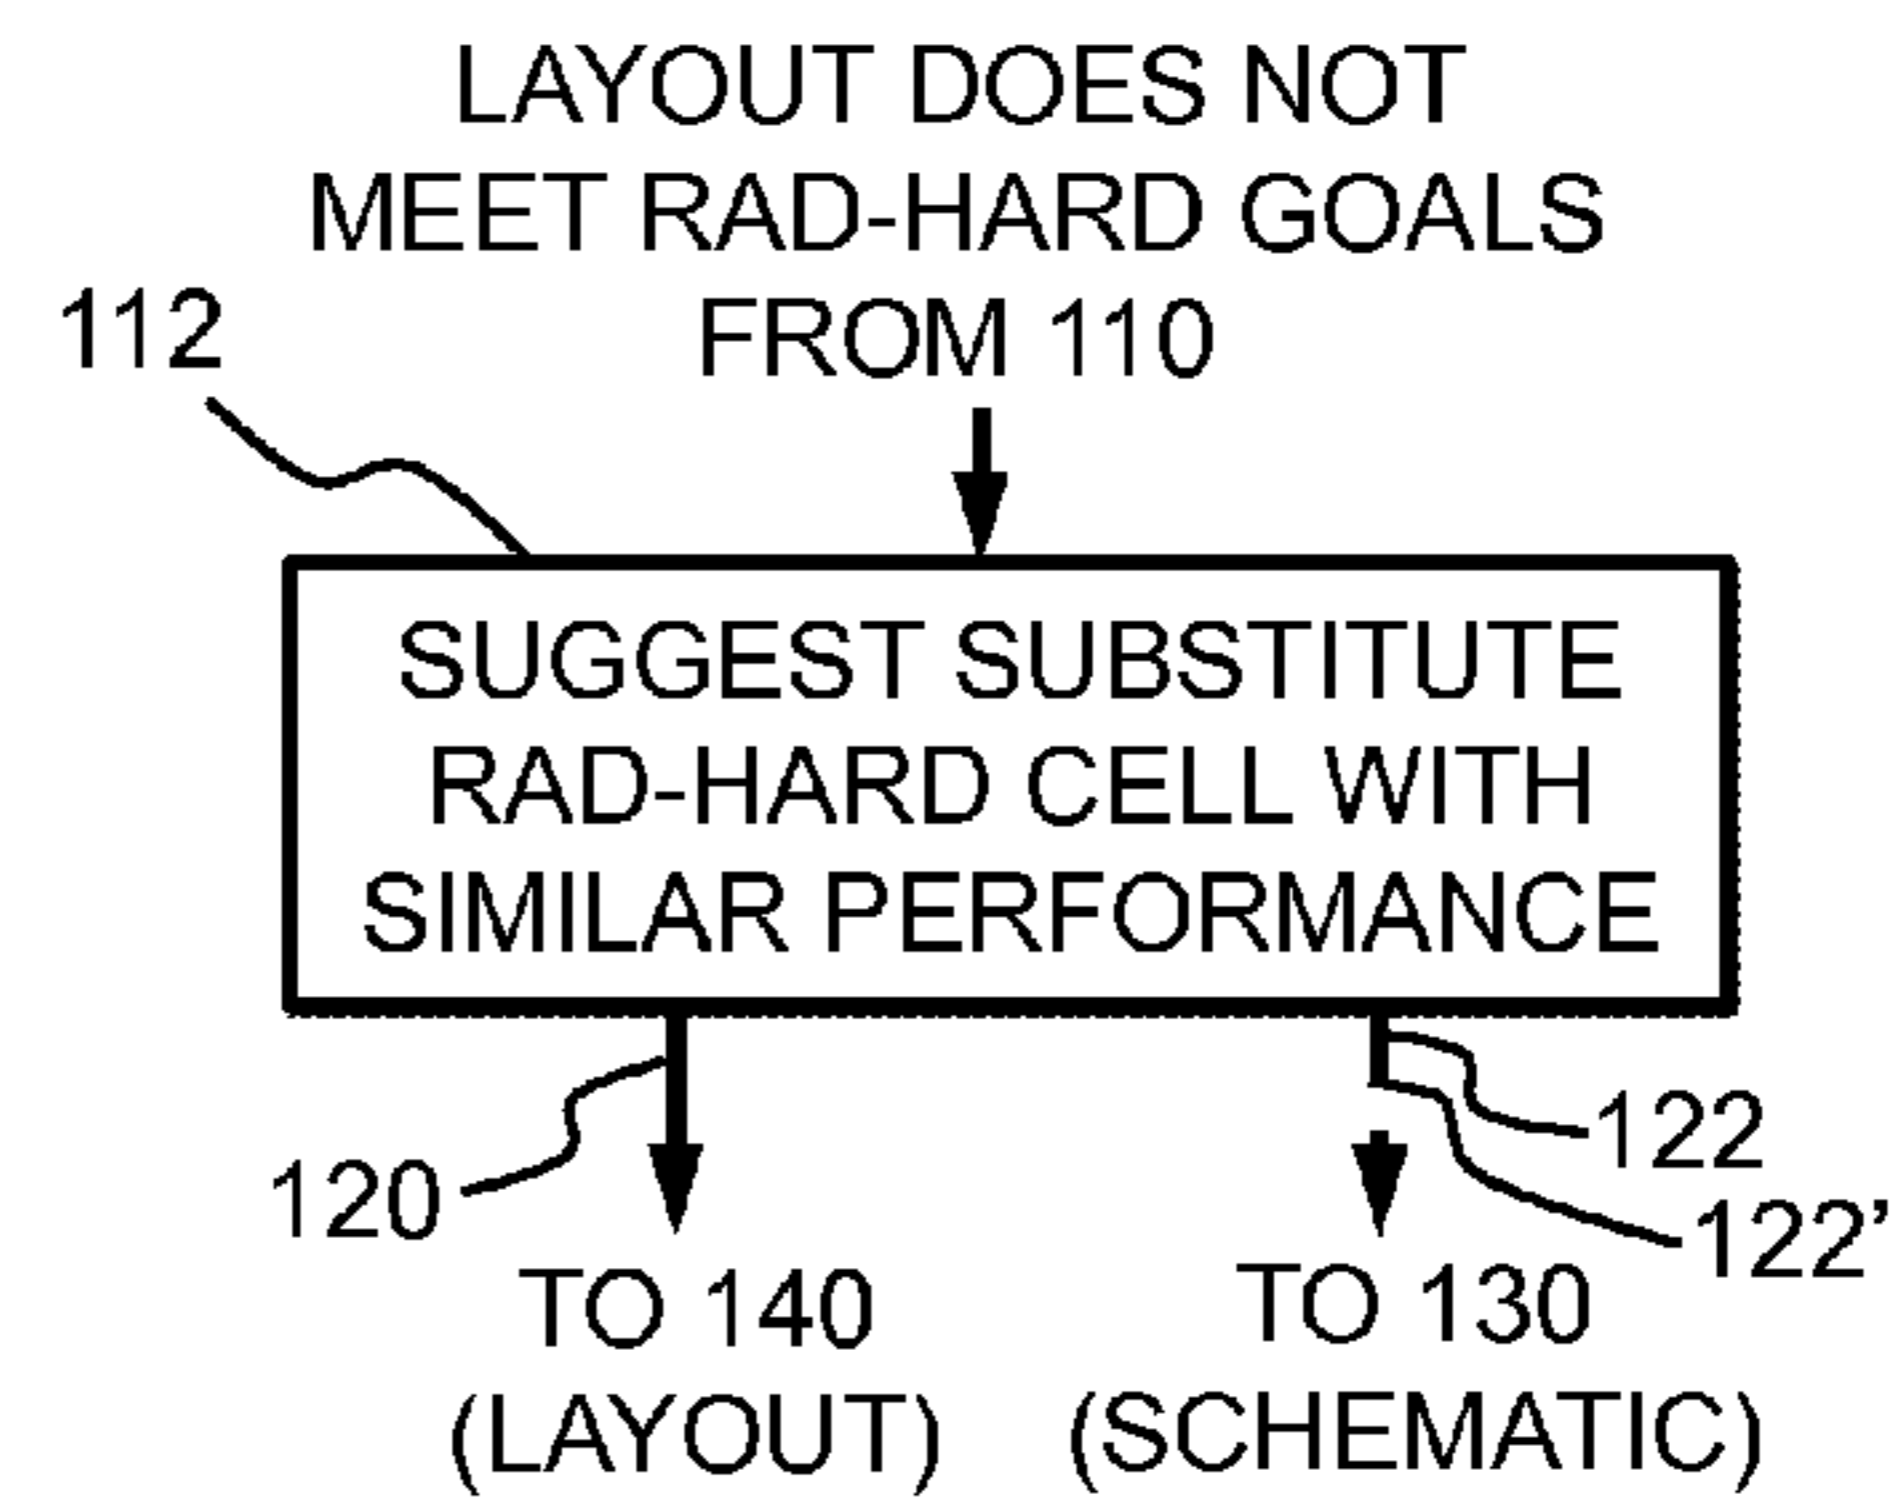 LAYOUT DOES NOT
MEET RAD-HARD GOALS
FROM 110
112
SUGGEST SUBSTITUTE
RAD-HARD CELL WITH
SIMILAR PERFORMANCE
120
122
122’
TO 140
(LAYOUT)
TO 130
(SCHEMATIC)